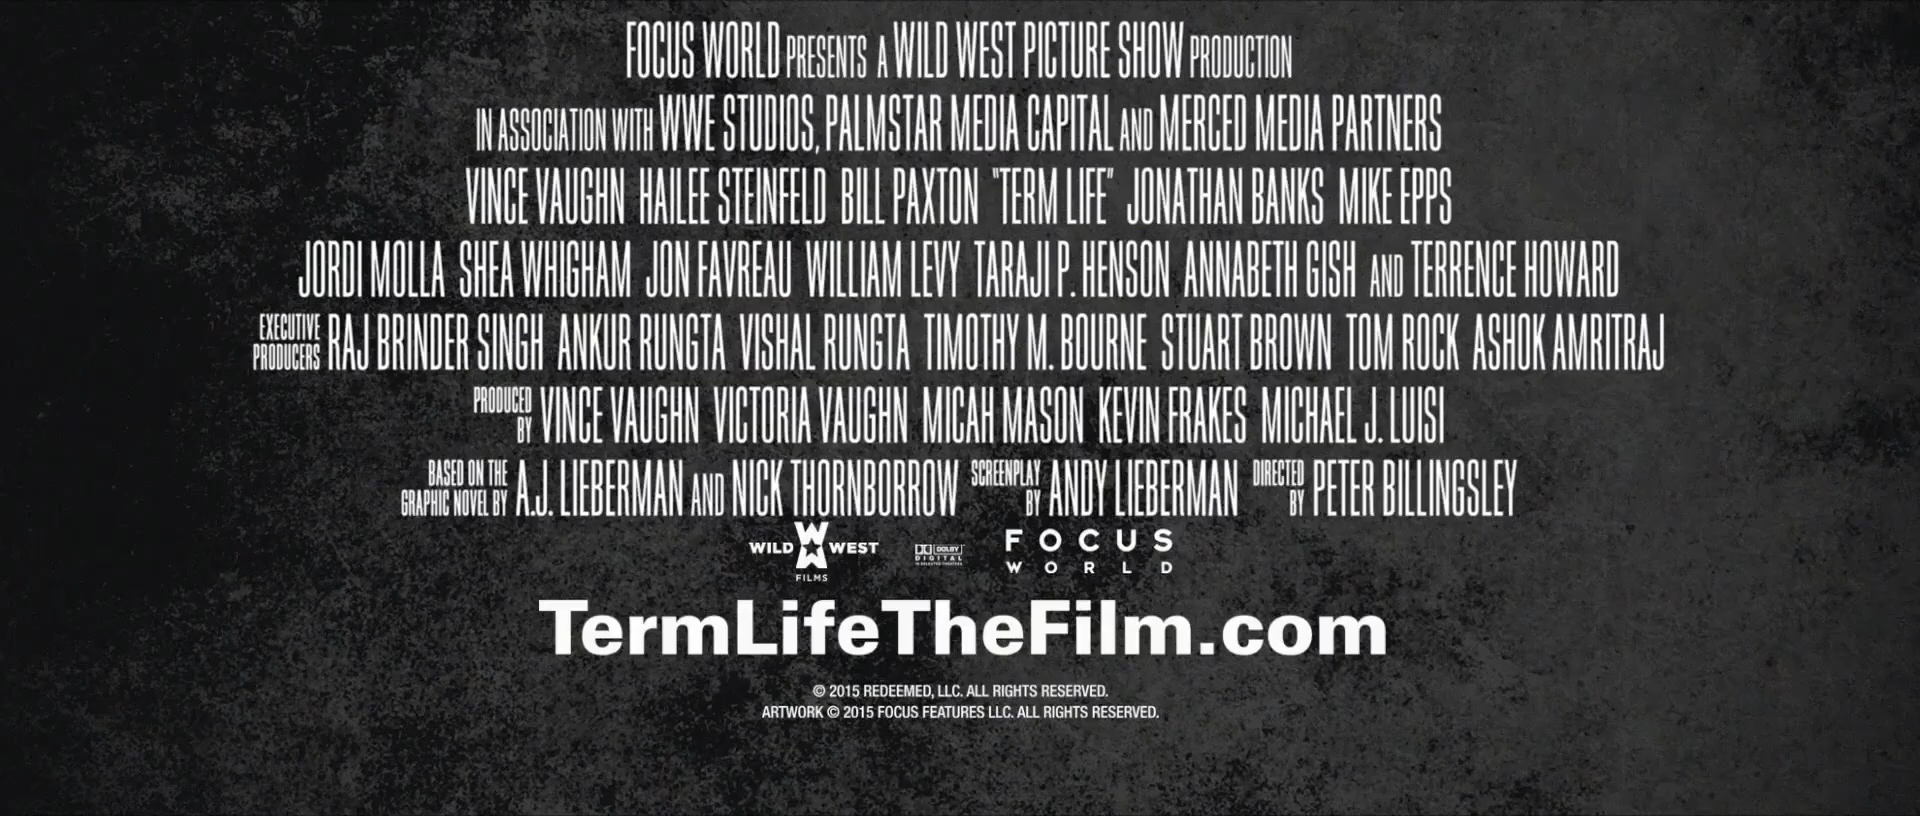 FOCUS WORLD PRESENTS A WILD WEST PICTURE SHOW PRODUCTION
IN ASSOCIATION WITH WWE STUDIOS, PALMSTAR MEDIA CAPITAL AND MERCED MEDIA PARTNERS
VINCE VAUGHN HAILEE STEINFELD BILL PAXTON "TERM LIFE" JONATHAN BANKS MIKE EPPS
JORDI MOLLA SHEA WHIGHAM JON FAVREAU WILLIAM LEVY TARAJI P. HENSON ANNABETH GISH AND TERRENCE HOWARD
EXECUTIVE PRODUCERS RAJ BRINDER SINGH ANKUR RUNGTA VISHAL RUNGTA TIMOTHY M. BOURNE STUART BROWN TOM ROCK ASHOK AMRITRAJ
PRODUCED BY VINCE VAUGHN VICTORIA VAUGHN MICAH MASON KEVIN FRAKES MICHAEL J. LUISI
BASED ON THE GRAPHIC NOVEL BY A.J. LIEBERMAN AND NICK THORNBORROW SCREENPLAY BY ANDY LIEBERMAN DIRECTED BY PETER BILLINGSLEY
WILD WEST FILMS
DOLBY DIGITAL
IN SELECTED THEATRES
FOCUS WORLD
TermLifeTheFilm.com
© 2015 REDEEMED, LLC. ALL RIGHTS RESERVED.
ARTWORK © 2015 FOCUS FEATURES LLC. ALL RIGHTS RESERVED.